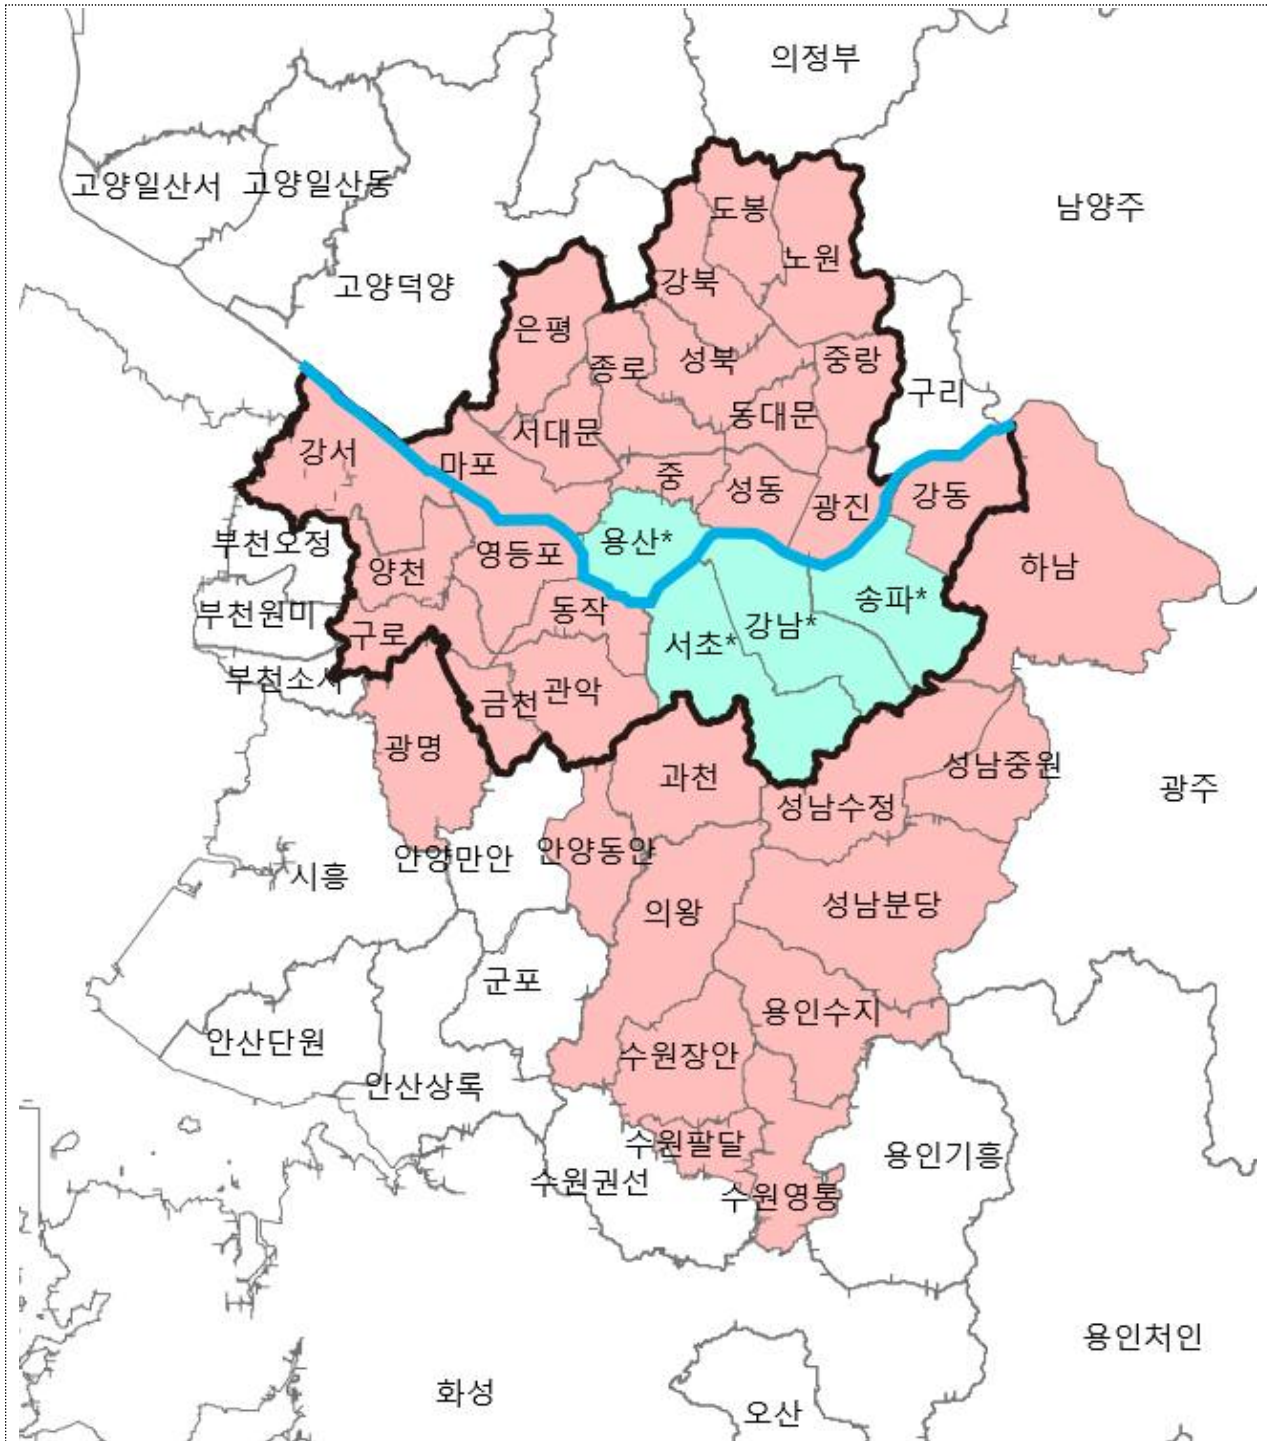 의정부
고양일산서
고양일산동
남양주
도봉
노원
강북
고양덕양
은평
종로
성북
중랑
구리
동대문
서대문
강서
마포
중
성동
광진
강동
부천오정
영등포
용산*
양천
하남
부천원미
동작
송파*
구로
서초*
강남*
부천소사
금천
관악
광명
과천
성남중원
성남수정
광주
안양만안
안양동안
시흥
의왕
성남분당
군포
용인수지
안산단원
수원장안
안산상록
수원팔달
용인기흥
수원권선
수원영통
용인처인
화성
오산